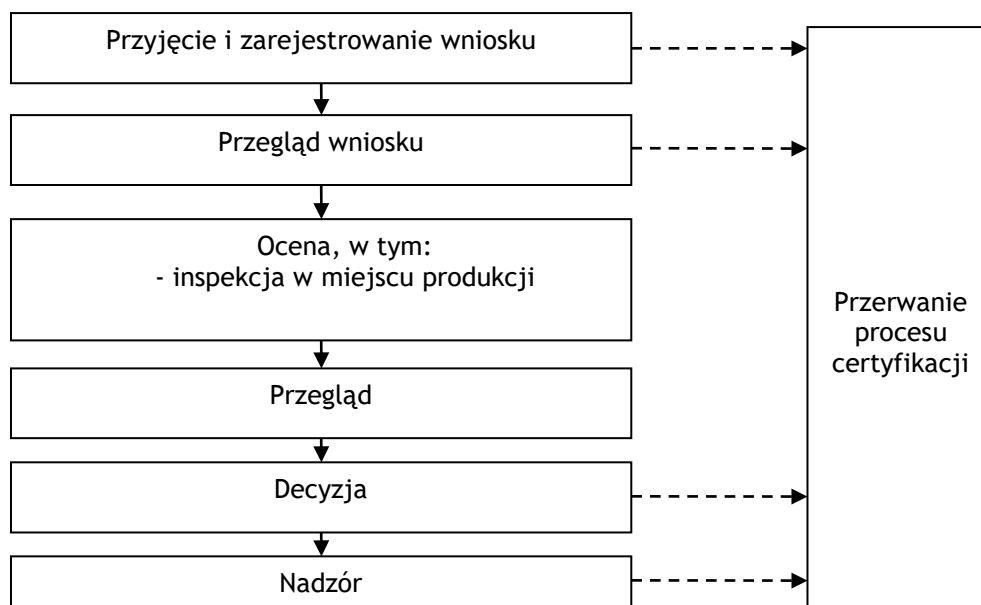 Przyjęcie i zarejestrowanie wniosku
Przegląd wniosku
Ocena, w tym:
- inspekcja w miejscu produkcji
Przegląd
Decyzja
Nadzór
Przerwanie
procesu
certyfikacji